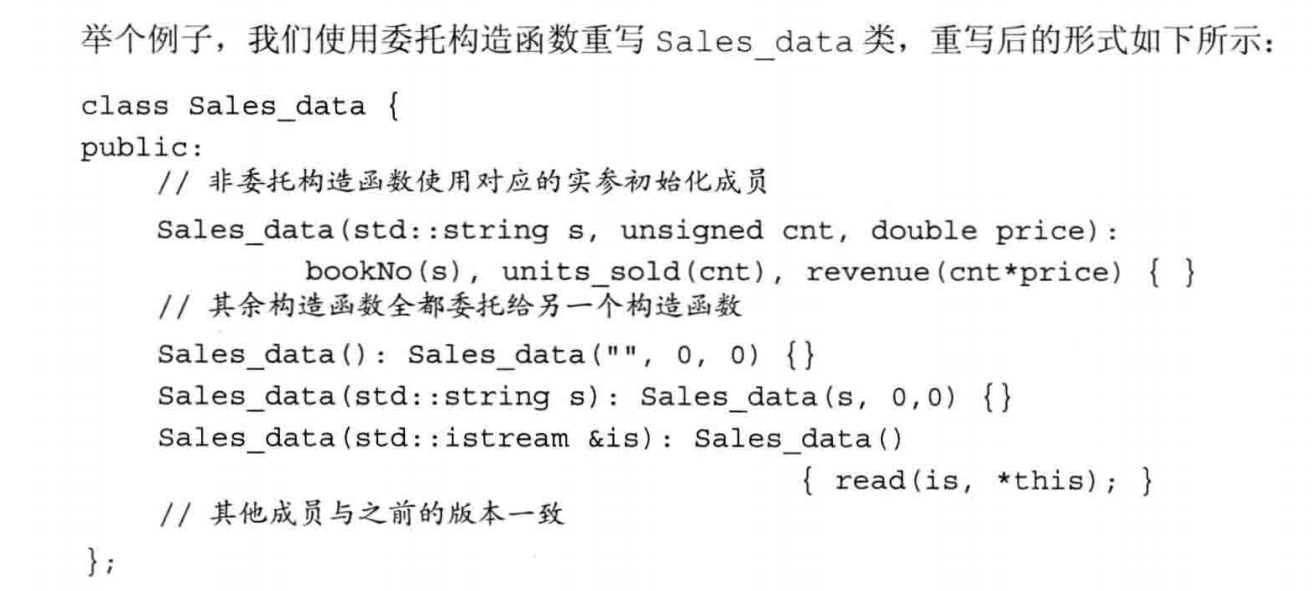 举个例子，我们使用委托构造函数重写 Sales_data 类，重写后的形式如下所示：
class Sales_data {
public:
// 非委托构造函数使用对应的实参初始化成员
Sales_data(std::string s, unsigned cnt, double price):
bookNo(s), units_sold(cnt), revenue(cnt*price) { }
// 其余构造函数全都委托给另一个构造函数
Sales_data(): Sales_data("", 0, 0) {}
Sales_data(std::string s): Sales_data(s, 0,0) {}
Sales_data(std::istream &is): Sales_data()
{ read(is, *this); }
// 其他成员与之前的版本一致
};